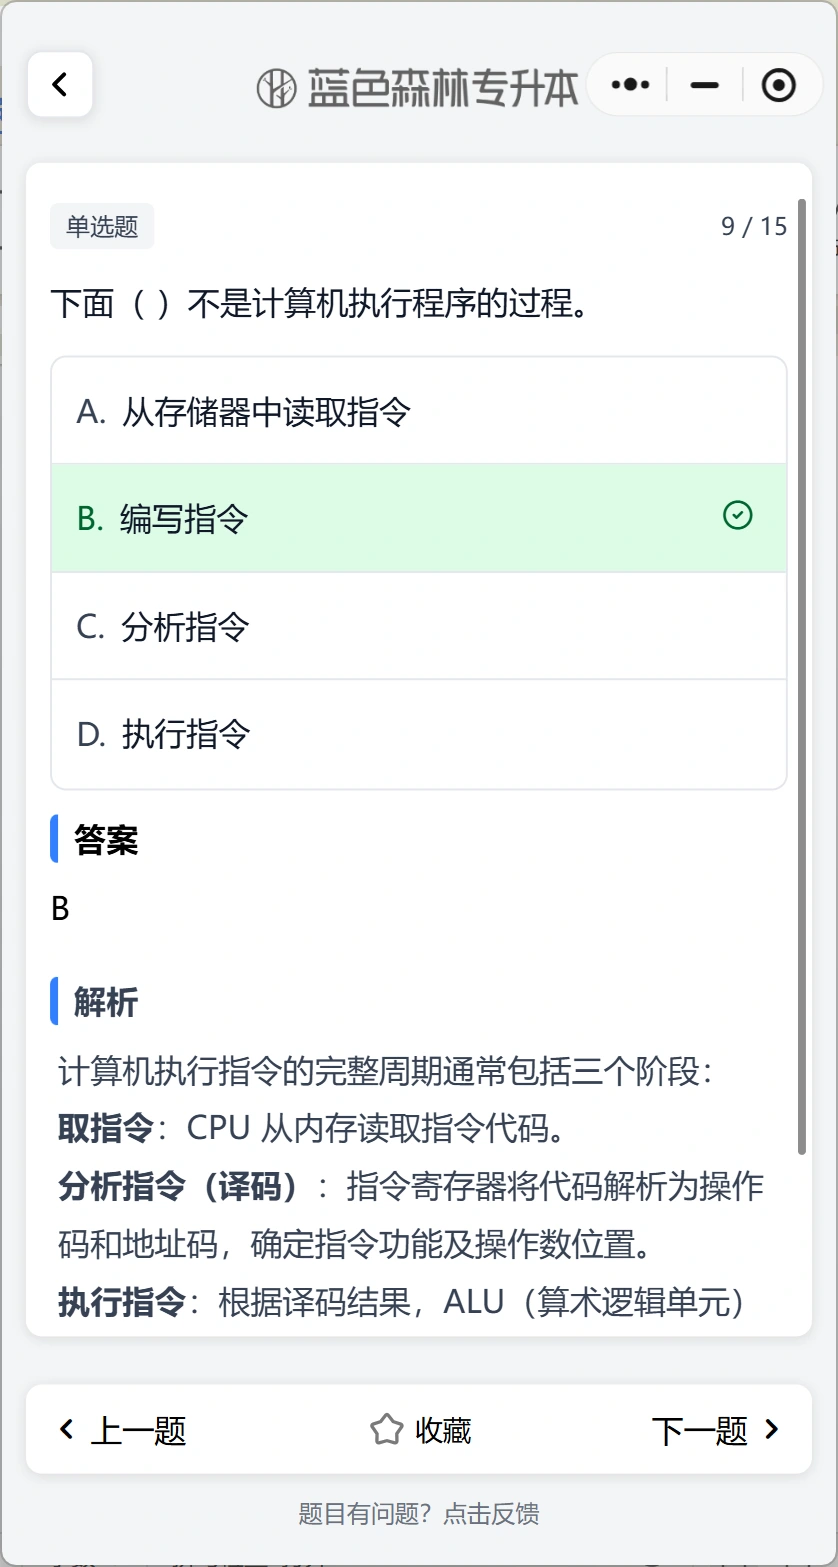 蓝色森林专升本
单选题
9 / 15
下面（ ）不是计算机执行程序的过程。
A. 从存储器中读取指令
B. 编写指令
C. 分析指令
D. 执行指令
答案
B
解析
计算机执行指令的完整周期通常包括三个阶段：
取指令：CPU 从内存读取指令代码。
分析指令（译码）：指令寄存器将代码解析为操作
码和地址码，确定指令功能及操作数位置。
执行指令：根据译码结果，ALU（算术逻辑单元）
上一题
收藏
下一题
题目有问题？点击反馈